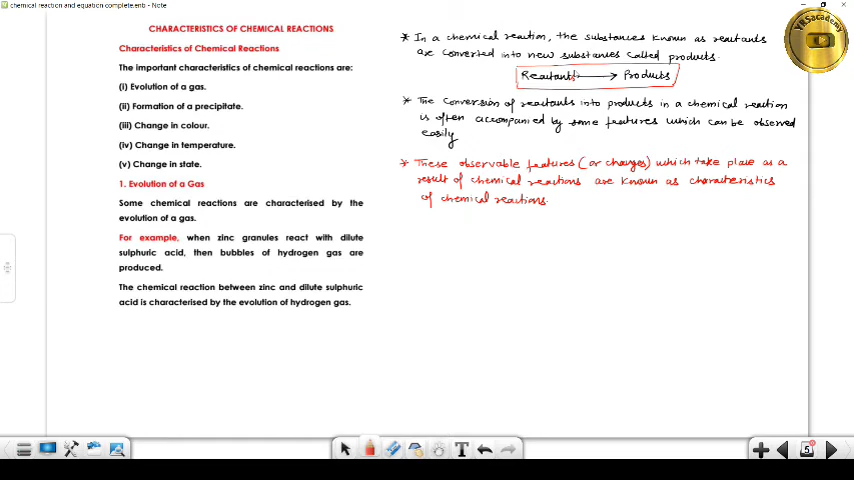 chemical reaction and equation complete.enb - Note
YRSacademy
CHARACTERISTICS OF CHEMICAL REACTIONS
Characteristics of Chemical Reactions
The important characteristics of chemical reactions are:
(i) Evolution of a gas.
(ii) Formation of a precipitate.
(iii) Change in colour.
(iv) Change in temperature.
(v) Change in state.
1. Evolution of a Gas
Some chemical reactions are characterised by the
evolution of a gas.
For example, when zinc granules react with dilute
sulphuric acid, then bubbles of hydrogen gas are
produced.
The chemical reaction between zinc and dilute sulphuric
acid is characterised by the evolution of hydrogen gas.
* In a chemical reaction, the substances known as reactants
are converted into new substances called products.
Reactants → Products
* The conversion of reactants into products in a chemical reaction
is often accompanied by some features which can be observed
easily
* These observable features (or changes) which take place as a
result of chemical reactions are known as characteristics
of chemical reactions.
5